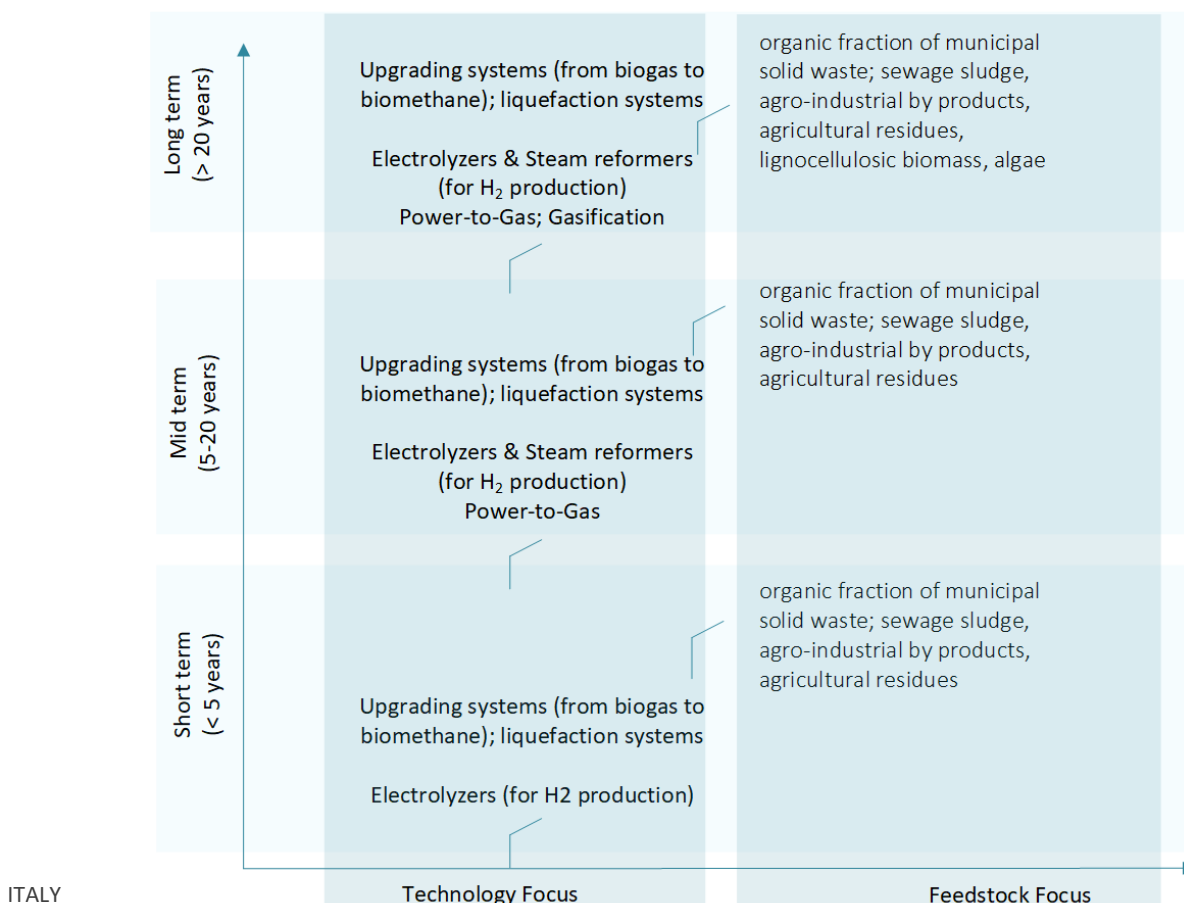 Long term
(> 20 years)
Upgrading systems (from biogas to
biomethane); liquefaction systems
Electrolyzers & Steam reformers
(for H₂ production)
Power-to-Gas; Gasification
organic fraction of municipal
solid waste; sewage sludge,
agro-industrial by products,
agricultural residues,
lignocellulosic biomass, algae
Mid term
(5-20 years)
Upgrading systems (from biogas to
biomethane); liquefaction systems
Electrolyzers & Steam reformers
(for H₂ production)
Power-to-Gas
organic fraction of municipal
solid waste; sewage sludge,
agro-industrial by products,
agricultural residues
Short term
(< 5 years)
Upgrading systems (from biogas to
biomethane); liquefaction systems
Electrolyzers (for H2 production)
organic fraction of municipal
solid waste; sewage sludge,
agro-industrial by products,
agricultural residues
ITALY
Technology Focus
Feedstock Focus